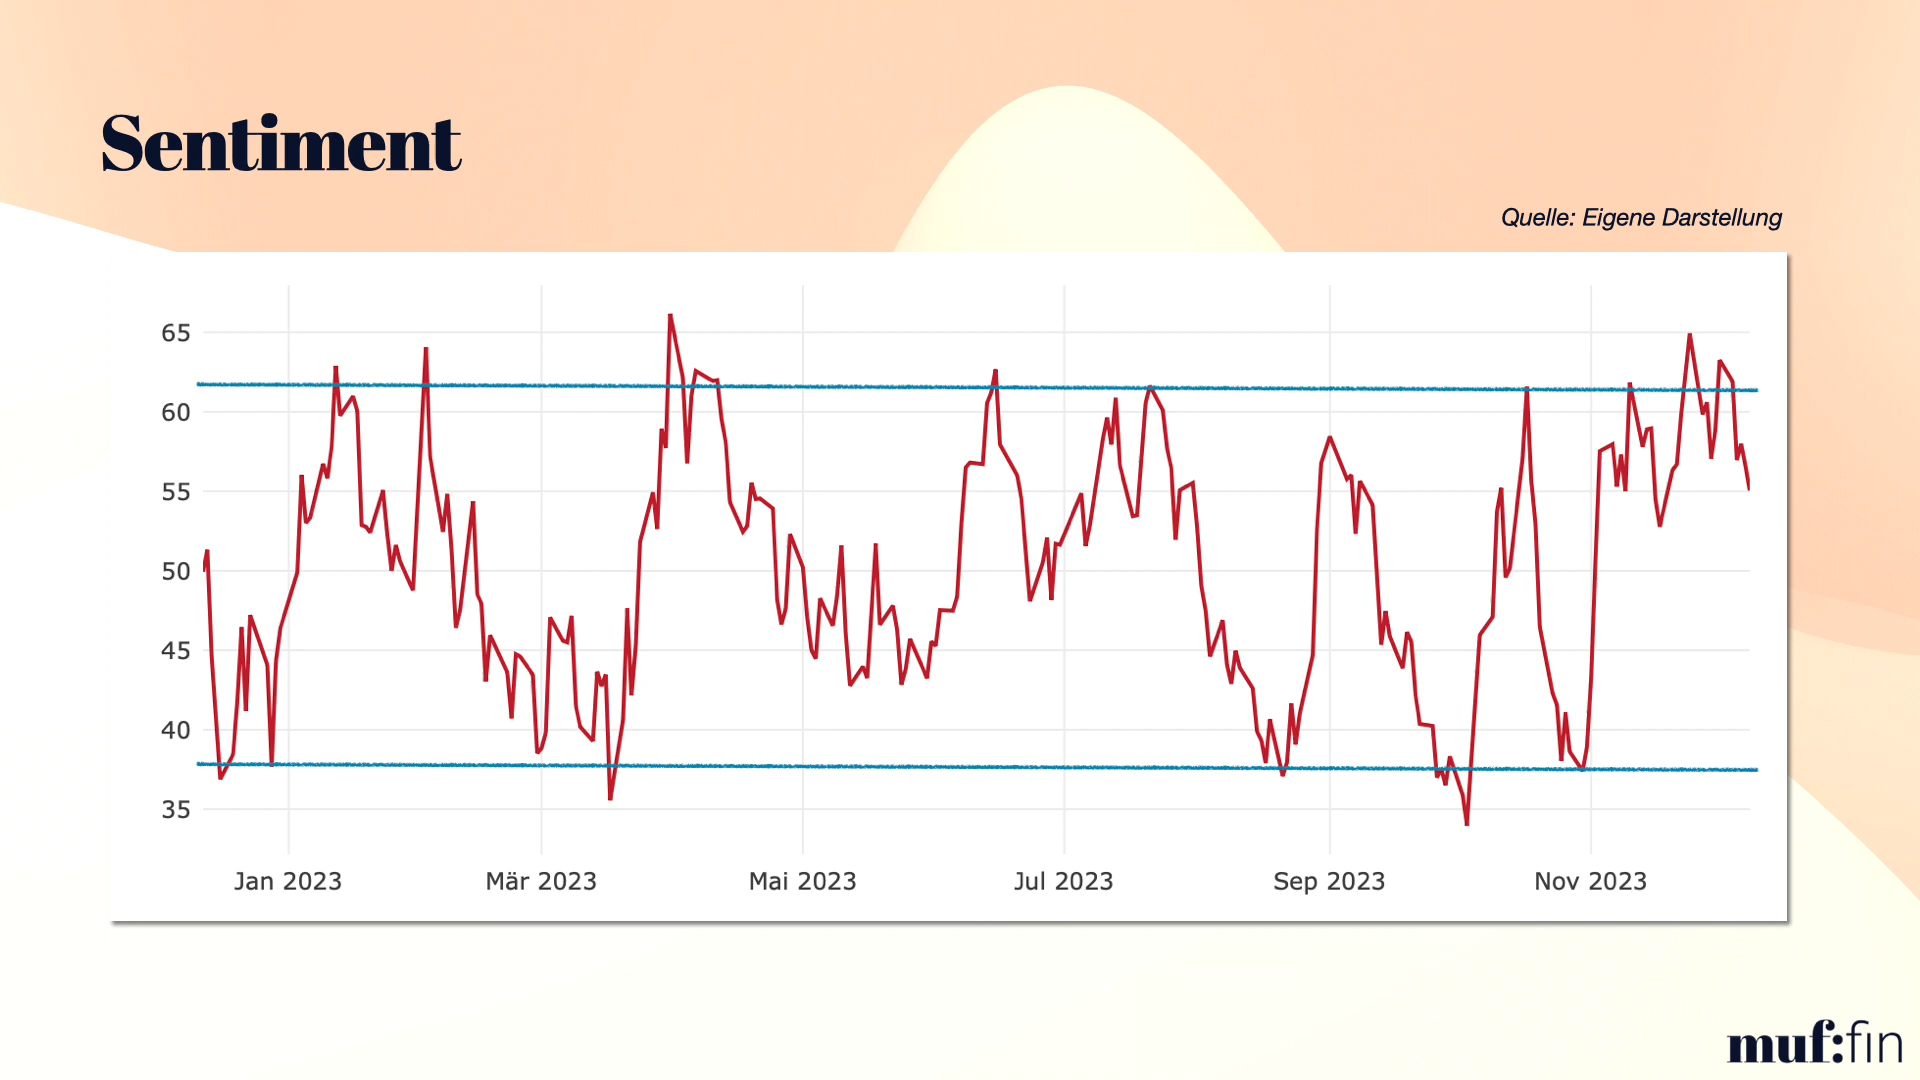 Sentiment
Quelle: Eigene Darstellung
65
60
55
50
45
40
35
Jan 2023 Mär 2023 Mai 2023 Jul 2023 Sep 2023 Nov 2023
muf:fin